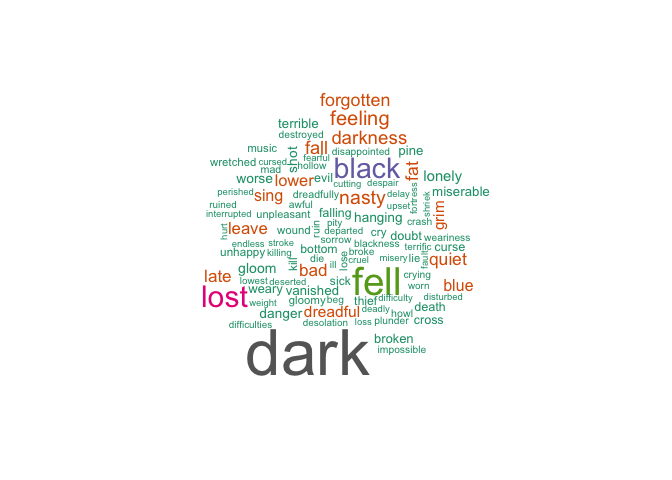 forgotten
terrible feeling
destroyed
darkness
music fall disappointed pine
shot
fearful
wretched cursed hollow black
mad
fat
lonely
worse lower evil cutting despair
miserable
perished sing dreadfully nasty delay
fortress
shriek
ruined awful upset
grim
interrupted unpleasant falling hanging crash
hurt
leave wound ruin pity departed cry doubt terrific weariness
endless stroke sorrow blackness curse
unhappy killing bottom lose broke misery lie fault quiet
kill
die cruel
gloom bad ill
late lowest deserted sick fell crying blue
worn
lost weary vanished
weight gloomy beg thief difficulty disturbed
danger dreadful deadly howl death
difficulties desolation loss plunder cross
dark broken
impossible